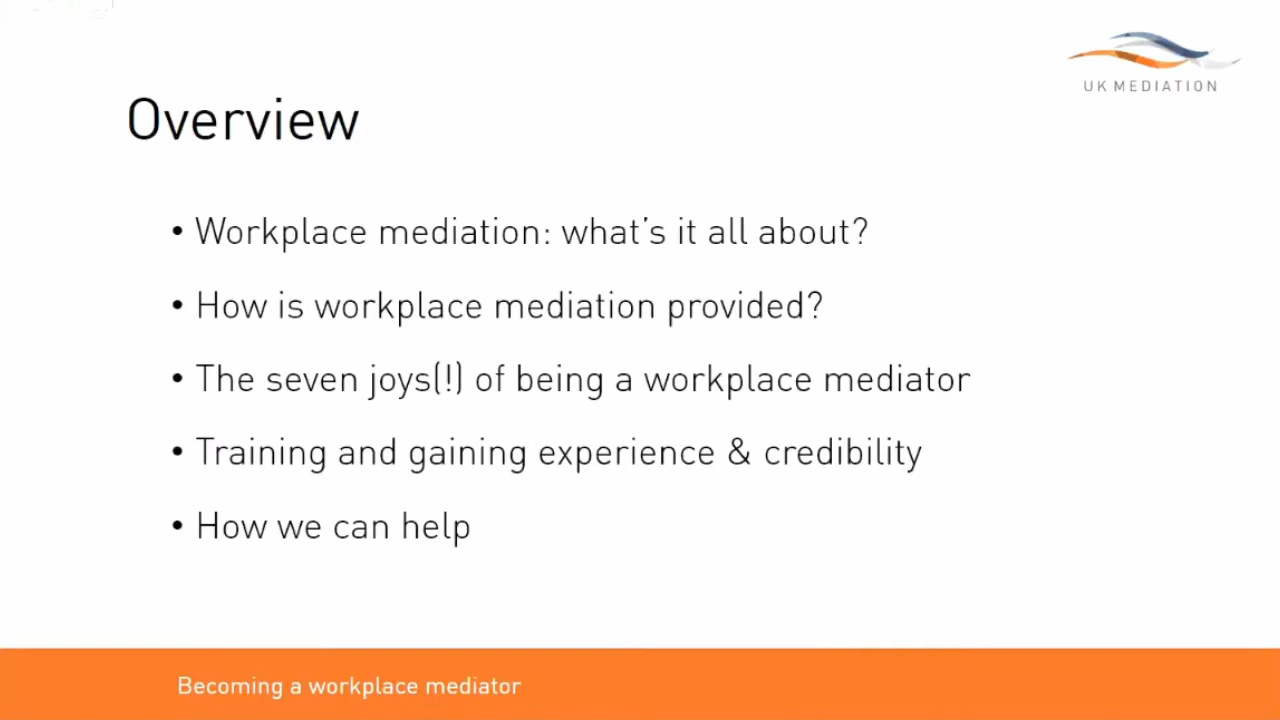 UK MEDIATION
Overview
• Workplace mediation: what's it all about?
• How is workplace mediation provided?
• The seven joys(!) of being a workplace mediator
• Training and gaining experience & credibility
• How we can help
Becoming a workplace mediator